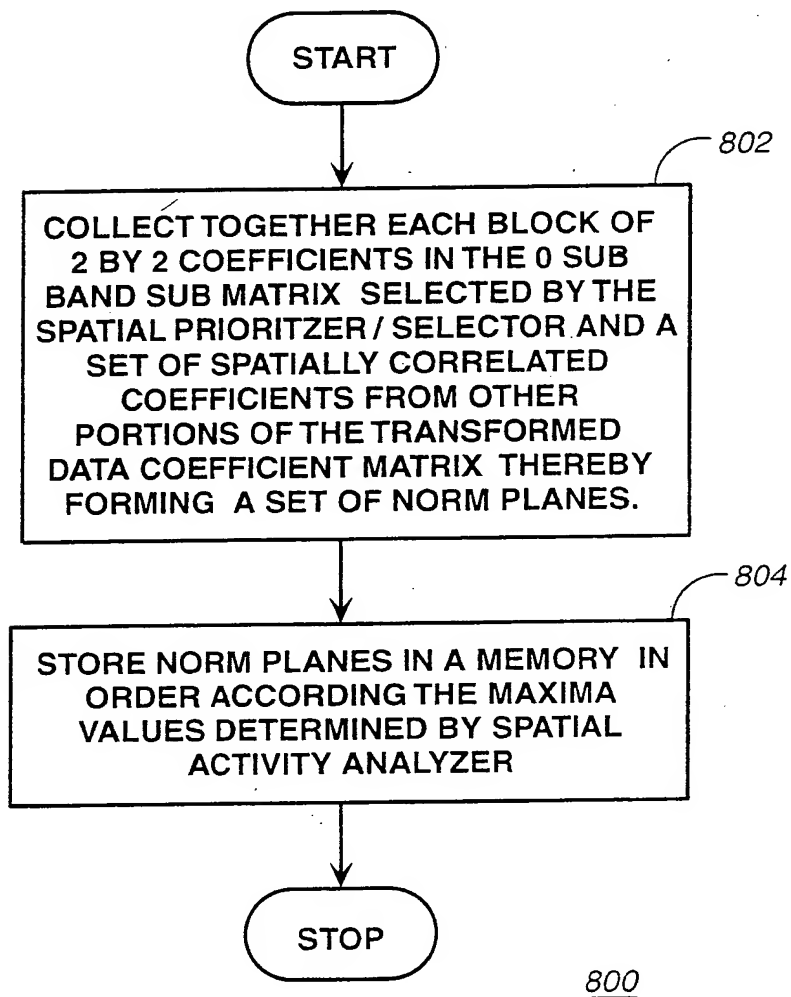 START
802
COLLECT TOGETHER EACH BLOCK OF
2 BY 2 COEFFICIENTS IN THE 0 SUB
BAND SUB MATRIX SELECTED BY THE
SPATIAL PRIORITZER / SELECTOR AND A
SET OF SPATIALLY CORRELATED
COEFFICIENTS FROM OTHER
PORTIONS OF THE TRANSFORMED
DATA COEFFICIENT MATRIX THEREBY
FORMING A SET OF NORM PLANES.
804
STORE NORM PLANES IN A MEMORY IN
ORDER ACCORDING THE MAXIMA
VALUES DETERMINED BY SPATIAL
ACTIVITY ANALYZER
STOP
800